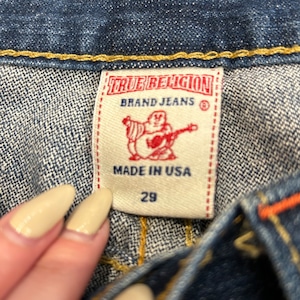 TRUE RELIGION
BRAND JEANS ®
MADE IN USA
29